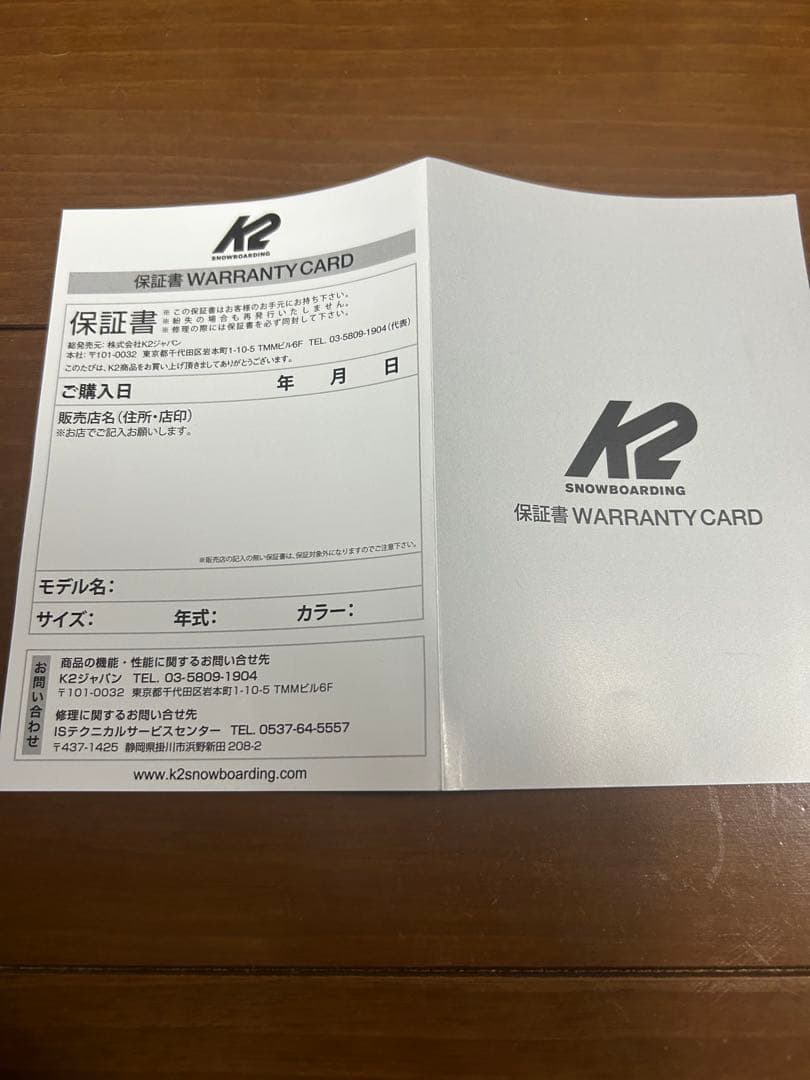 K2
SNOWBOARDING
保証書 WARRANTY CARD
保証書
※この保証書はお客様のお手元にお持ち下さい。
※紛失の場合も再発行いたしません。
※修理の際には保証書を必ず同封して下さい。
総発売元: 株式会社K2ジャパン
本社: 〒101-0032 東京都千代田区岩本町1-10-5 TMMビル6F TEL. 03-5809-1904(代表)
このたびは、K2商品をお買い上げ頂きましてありがとうございます。
ご購入日 年 月 日
販売店名(住所・店印)
※お店でご記入お願いします。
※販売店の記入の無い保証書は、保証対象外になりますのでご注意下さい。
モデル名:
サイズ: 年式: カラー:
お問い合わせ
商品の機能・性能に関するお問い合せ先
K2ジャパン TEL. 03-5809-1904
〒101-0032 東京都千代田区岩本町1-10-5 TMMビル6F
修理に関するお問い合せ先
ISテクニカルサービスセンター TEL. 0537-64-5557
〒437-1425 静岡県掛川市浜野新田 208-2
www.k2snowboarding.com
K2
SNOWBOARDING
保証書 WARRANTY CARD